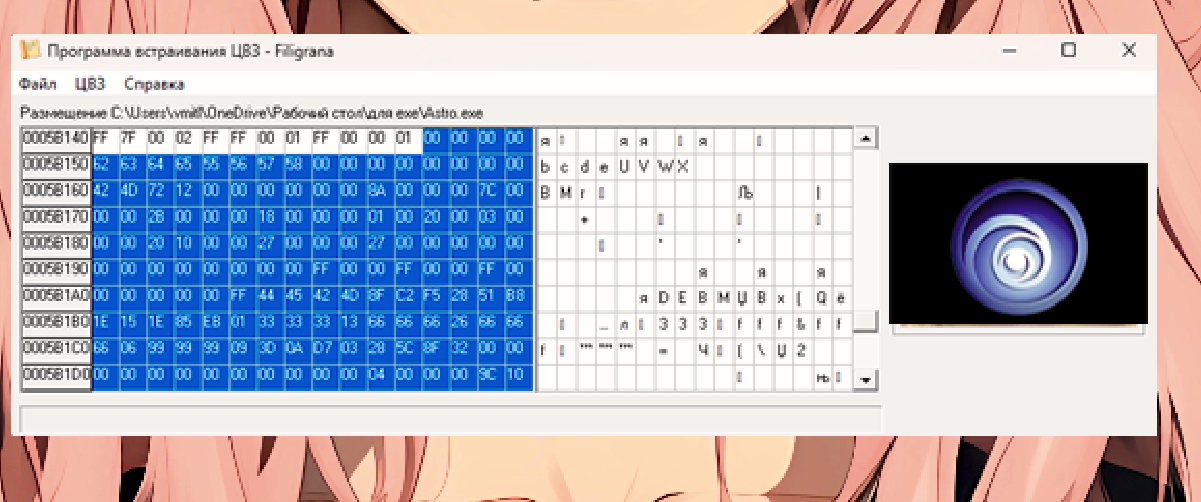 Программа встраивания ЦВЗ - Filigrana
Файл ЦВЗ Справка
Размещение C:\Users\vmitl\OneDrive\Рабочий стол\для exe\Astro.exe
0005B140 FF 7F 00 02 FF FF 00 01 FF 00 00 01 00 00 00 00 я я я я
0005B150 62 63 64 65 55 56 57 58 00 00 00 00 00 00 00 00 b c d e U V W X
0005B160 42 4D 72 12 00 00 00 00 00 00 8A 00 00 00 7C 00 B M r Љ |
0005B170 00 00 28 00 00 00 18 00 00 00 01 00 20 00 03 00
0005B180 00 00 20 10 00 00 27 00 00 00 27 00 00 00 00 00 ' '
0005B190 00 00 00 00 00 00 00 00 FF 00 00 FF 00 00 FF 00 я я я
0005B1A0 00 00 00 00 00 FF 44 45 42 4D 8F C2 F5 28 51 B8 я D E B M Џ В х ( Q ё
0005B1B0 1E 15 1E 85 EB 01 33 33 33 13 66 66 66 26 66 66 … л 3 3 3 f f f & f f
0005B1C0 66 06 99 99 99 09 3D 0A D7 03 28 5C 8F 32 00 00 f ™ ™ ™ = Ч ( \ Џ 2
0005B1D0 00 00 00 00 00 00 00 00 00 00 04 00 00 00 9C 10 њ